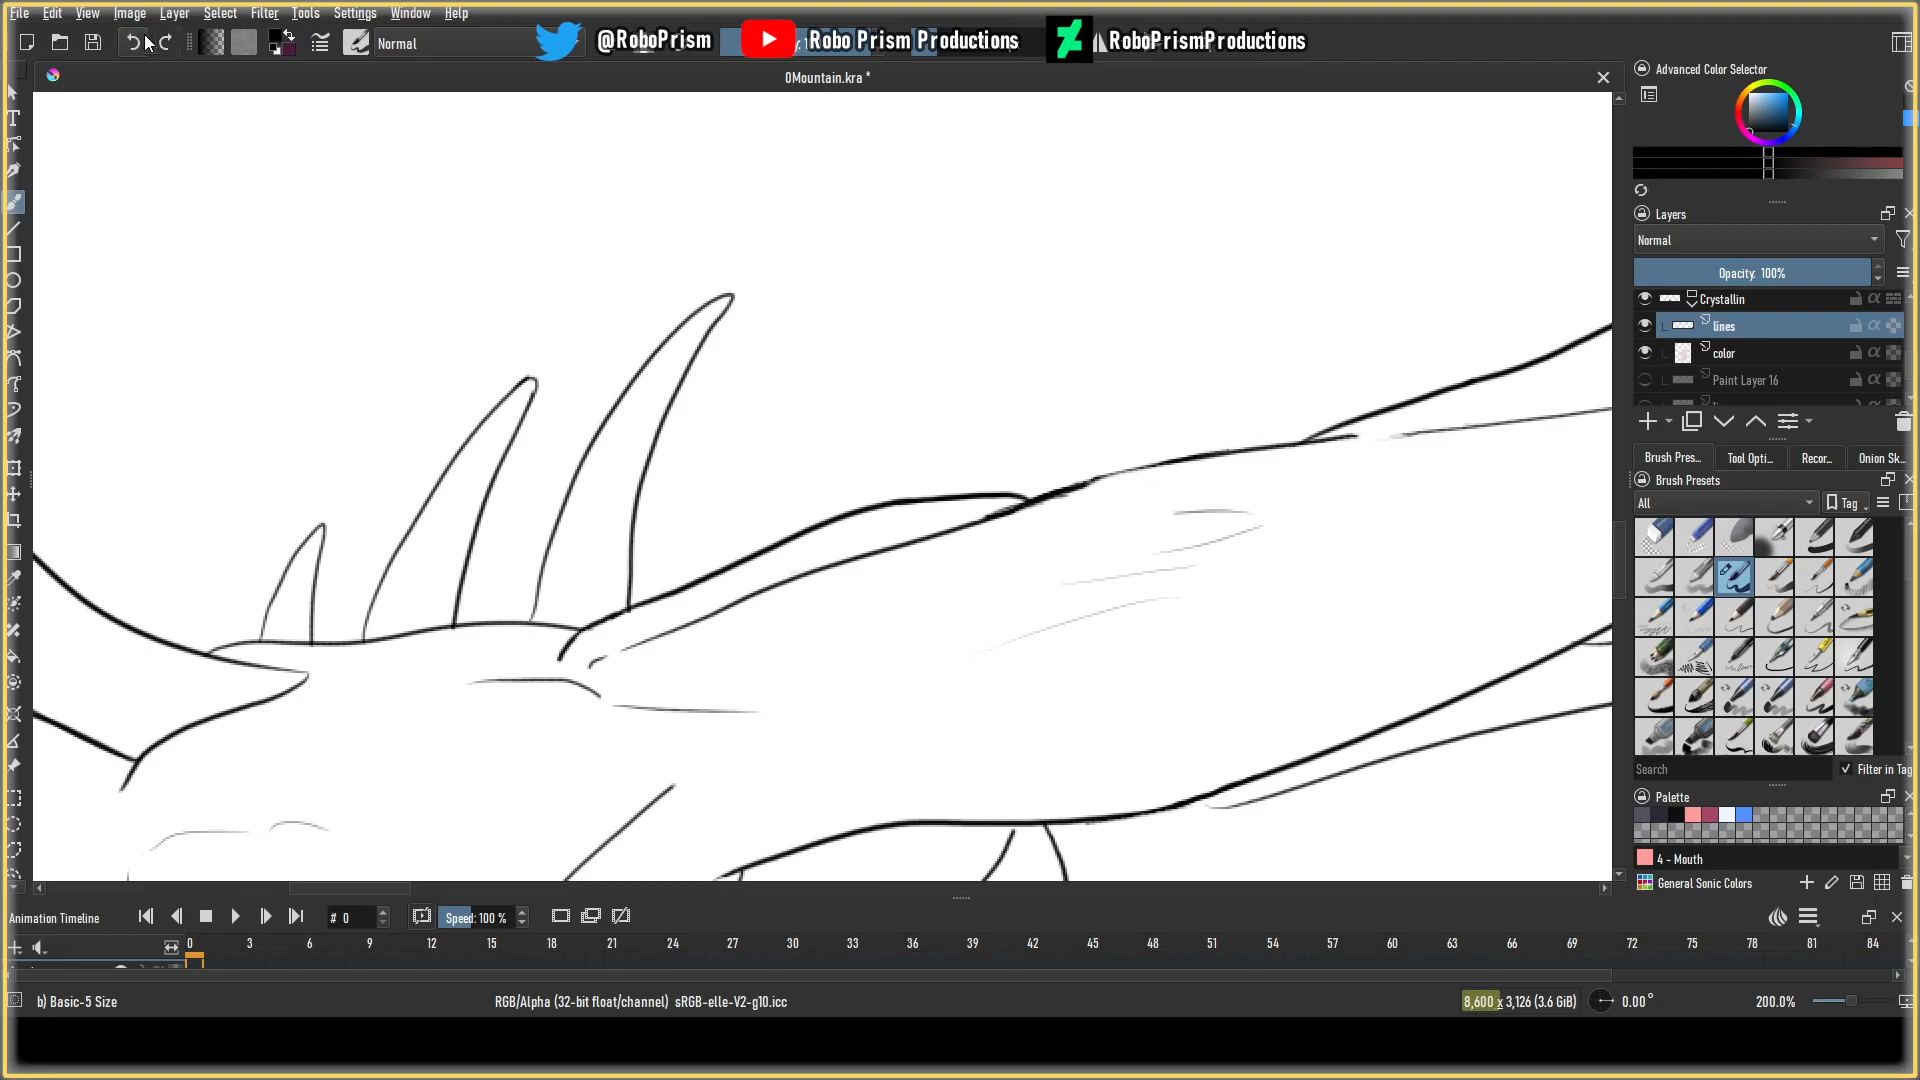 File Edit View Image Layer Select Filter Tools Settings Window Help
Normal
@RoboPrism
Robo Prism Productions
RoboPrismProductions
0Mountain.kra *
Advanced Color Selector
Layers
Normal
Opacity: 100%
Crystallin
lines
color
Paint Layer 16
Brush Pres... Tool Opti... Recor... Onion Sk...
Brush Presets
All
Tag
Search
Filter in Tag
Palette
4 - Mouth
General Sonic Colors
Animation Timeline
# 0
Speed: 100 %
0 3 6 9 12 15 18 21 24 27 30 33 36 39 42 45 48 51 54 57 60 63 66 69 72 75 78 81 84
b) Basic-5 Size
RGB/Alpha (32-bit float/channel) sRGB-elle-V2-g10.icc
8,600 x 3,126 (3.6 GiB)
0.00°
200.0%